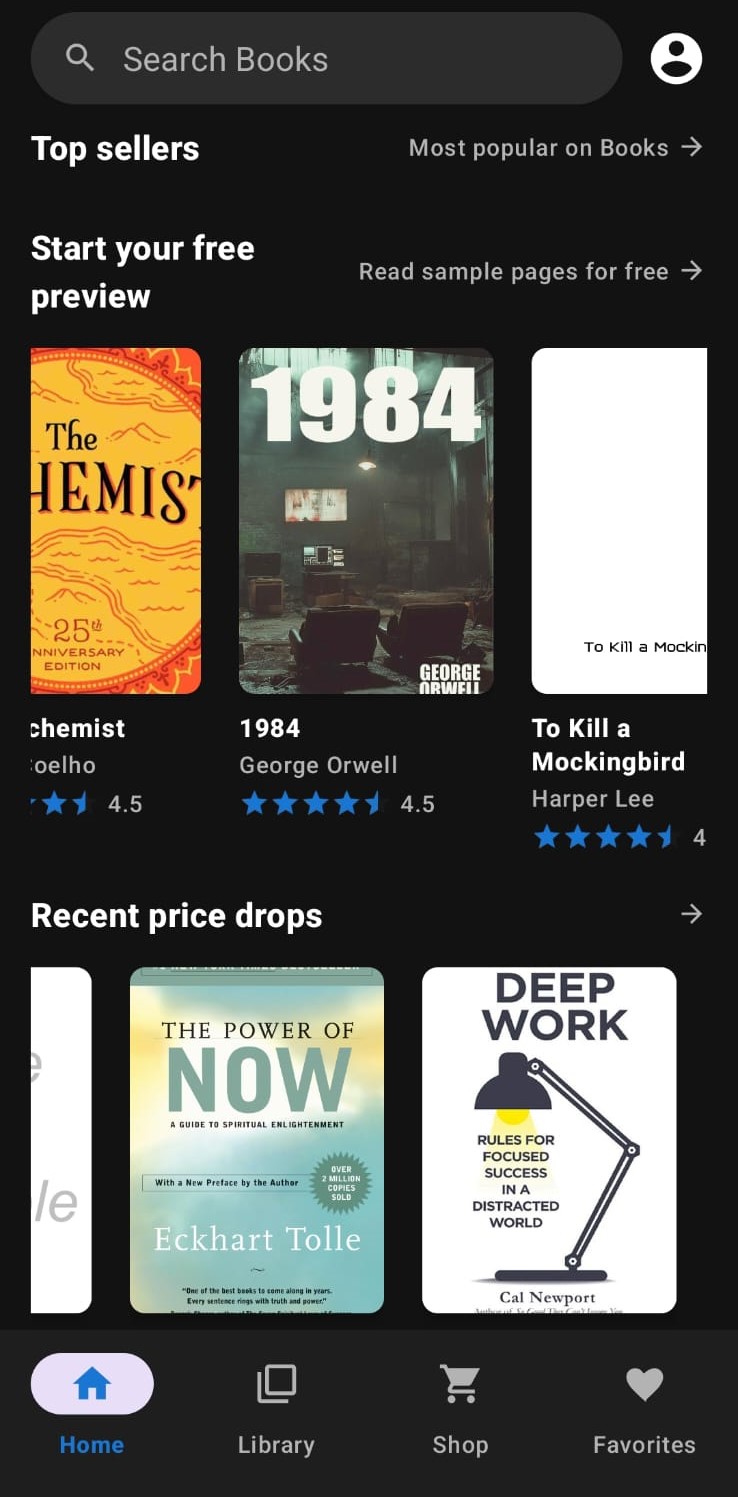 Search Books
Top sellers
Most popular on Books
Start your free
preview
Read sample pages for free
The
HEMIST
25th
NNIVERSARY
EDITION
1984
GEORGE
ORWELL
To Kill a Mockin
chemist
oelho
4.5
1984
George Orwell
4.5
To Kill a
Mockingbird
Harper Lee
4
Recent price drops
e
le
THE POWER OF
NOW
A GUIDE TO SPIRITUAL ENLIGHTENMENT
With a New Preface by the Author
OVER
2 MILLION
COPIES
SOLD
Eckhart Tolle
"One of the best books to come along in years.
Every sentence rings with truth and power."
DEEP
WORK
RULES FOR
FOCUSED
SUCCESS
IN A
DISTRACTED
WORLD
Cal Newport
Home
Library
Shop
Favorites